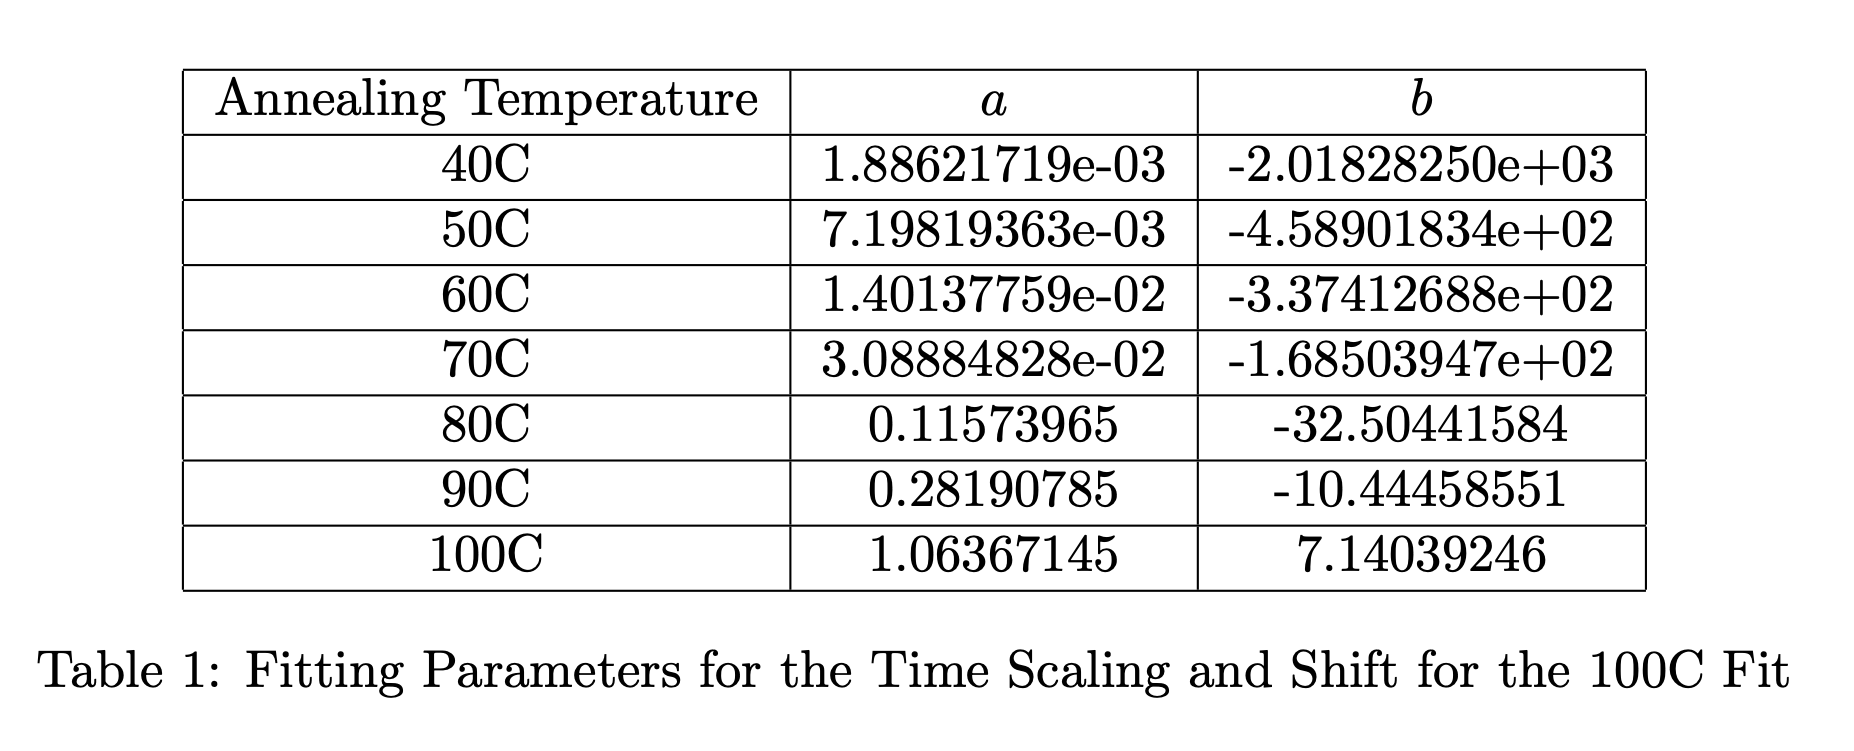 Annealing Temperature a b
40C 1.88621719e-03 -2.01828250e+03
50C 7.19819363e-03 -4.58901834e+02
60C 1.40137759e-02 -3.37412688e+02
70C 3.08884828e-02 -1.68503947e+02
80C 0.11573965 -32.50441584
90C 0.28190785 -10.44458551
100C 1.06367145 7.14039246
Table 1: Fitting Parameters for the Time Scaling and Shift for the 100C Fit